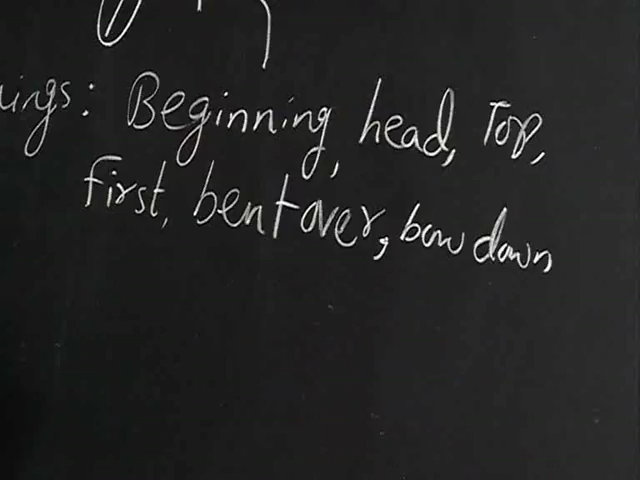 ings: Beginning, head, Top,
first, bent over, bow down